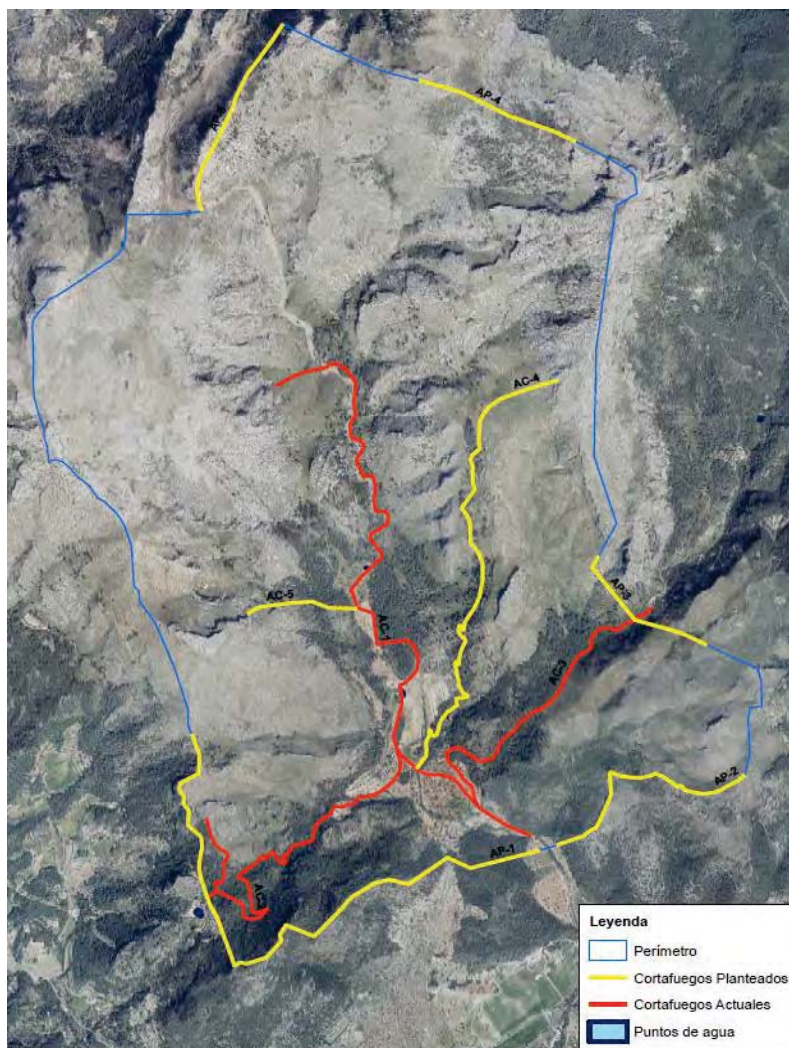 AP-4
AC-4
AC-5
AC-1
AP-3
AC-3
AP-2
AP-1
Leyenda
Perímetro
Cortafuegos Planteados
Cortafuegos Actuales
Puntos de agua